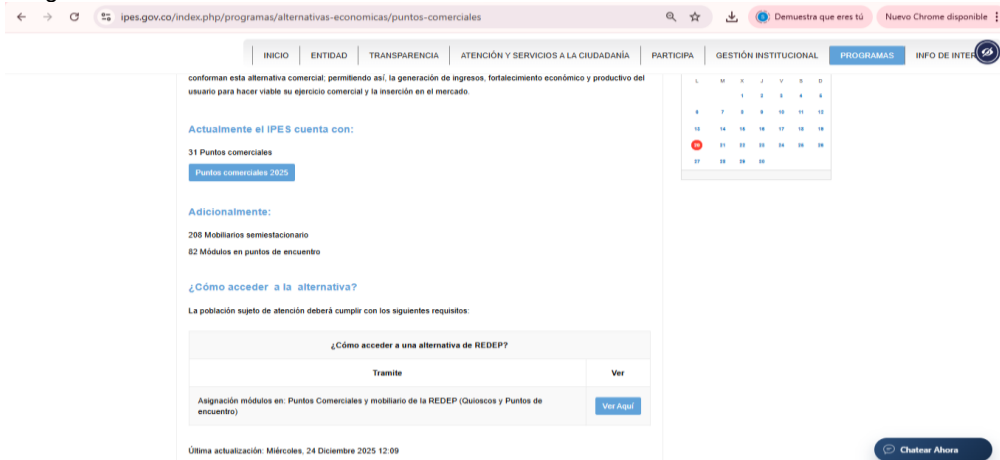 ipes.gov.co/index.php/programas/alternativas-economicas/puntos-comerciales
Demuestra que eres tú
Nuevo Chrome disponible
INICIO
ENTIDAD
TRANSPARENCIA
ATENCIÓN Y SERVICIOS A LA CIUDADANÍA
PARTICIPA
GESTIÓN INSTITUCIONAL
PROGRAMAS
INFO DE INTER
conforman esta alternativa comercial; permitiendo así, la generación de ingresos, fortalecimiento económico y productivo del
usuario para hacer viable su ejercicio comercial y la inserción en el mercado.
Actualmente el IPES cuenta con:
31 Puntos comerciales
Puntos comerciales 2025
Adicionalmente:
208 Mobiliarios semiestacionario
82 Módulos en puntos de encuentro
¿Cómo acceder a la alternativa?
La población sujeto de atención deberá cumplir con los siguientes requisitos:
¿Cómo acceder a una alternativa de REDEP?
Tramite Ver
Asignación módulos en: Puntos Comerciales y mobiliario de la REDEP (Quioscos y Puntos de
encuentro)
Ver Aquí
Última actualización: Miércoles, 24 Diciembre 2025 12:09
L M X J V S D
1 2 3 4 5
6 7 8 9 10 11 12
13 14 15 16 17 18 19
20 21 22 23 24 25 26
27 28 29 30
Chatear Ahora